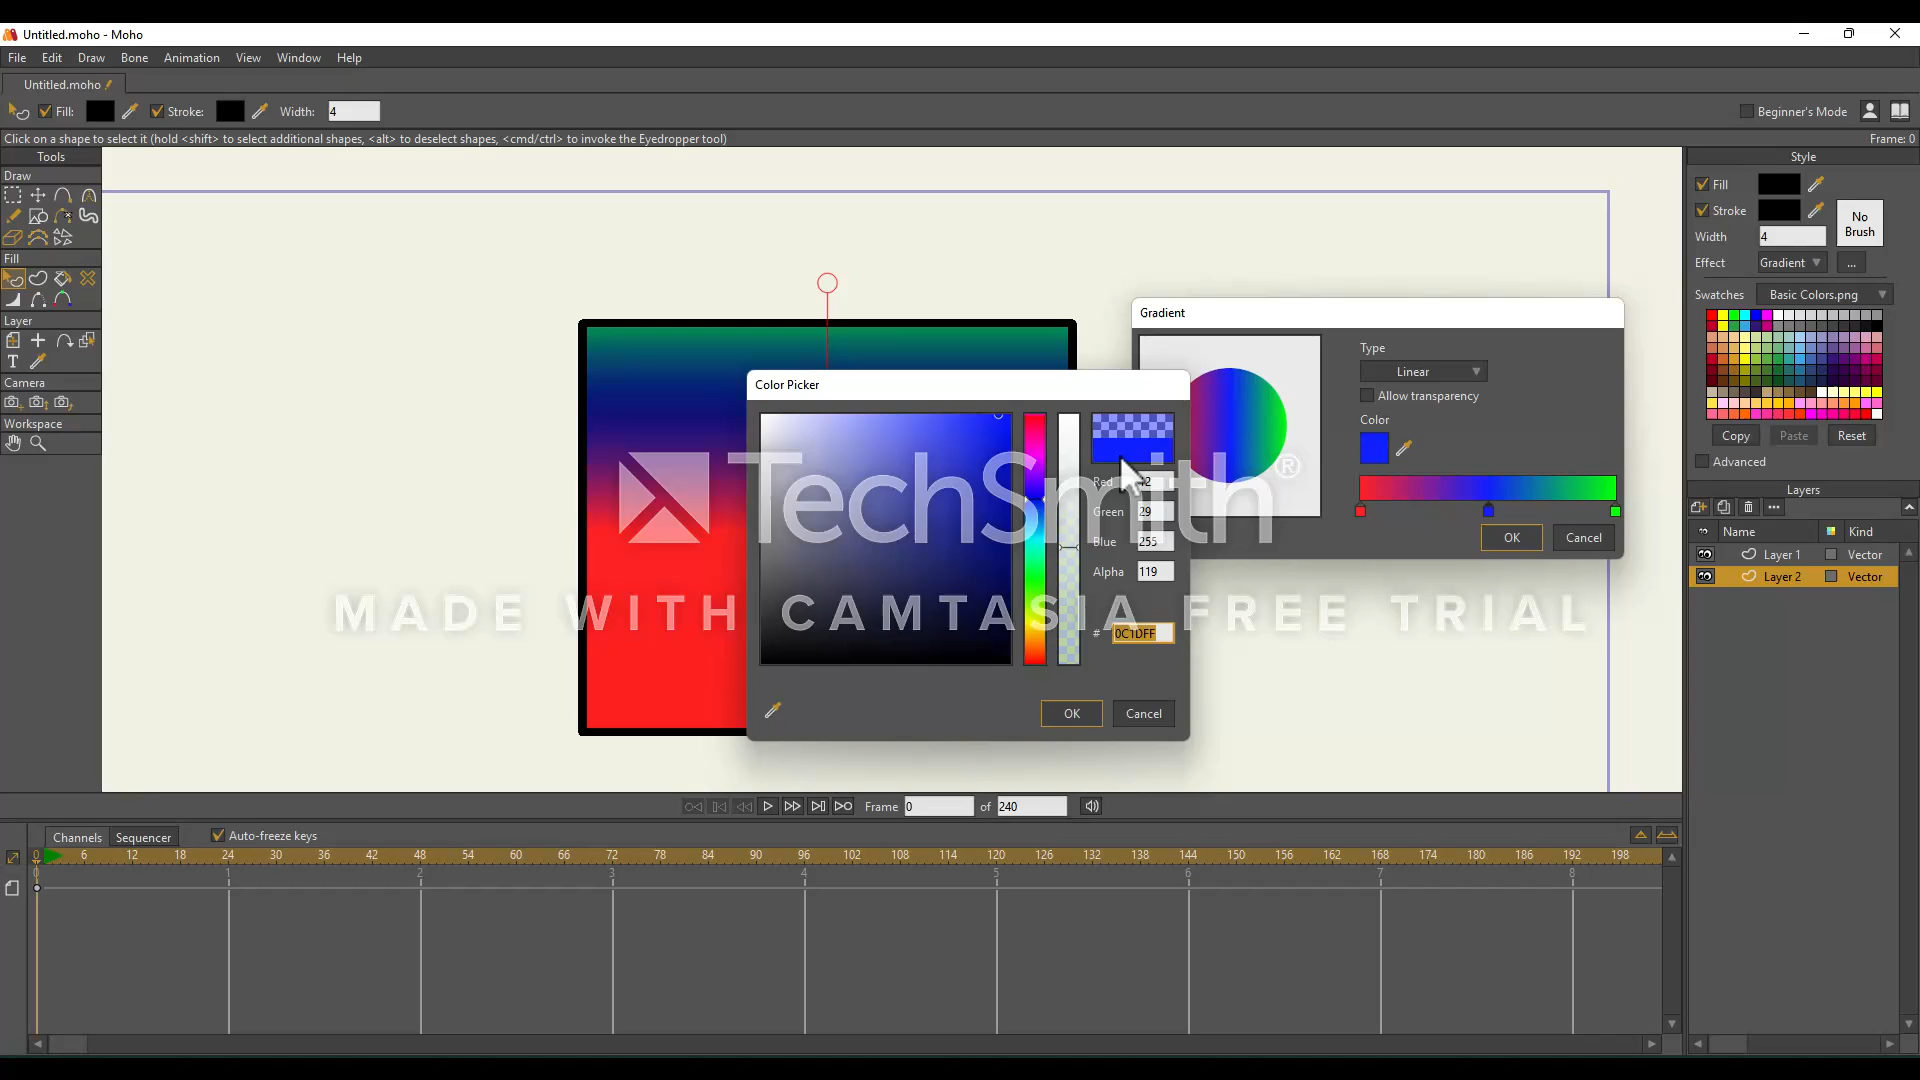 Untitled.moho - Moho
File Edit Draw Bone Animation View Window Help
Untitled.moho
Fill: Stroke: Width: 4
Beginner's Mode
Click on a shape to select it (hold <shift> to select additional shapes, <alt> to deselect shapes, <cmd/ctrl> to invoke the Eyedropper tool)
Frame: 0
Tools
Draw
Fill
Layer
T
Camera
Workspace
Style
Fill
Stroke
No
Brush
Width 4
Effect Gradient ...
Swatches Basic Colors.png
Copy Paste Reset
Advanced
Layers
Name Kind
Layer 1 Vector
Layer 2 Vector
Gradient
Type
Linear
Allow transparency
Color
OK Cancel
Color Picker
Red
Green 29
Blue 255
Alpha 119
# 0C1DFF
OK Cancel
TechSmith®
MADE WITH CAMTASIA FREE TRIAL
Frame 0 of 240
Channels Sequencer Auto-freeze keys
0 6 12 18 24 30 36 42 48 54 60 66 72 78 84 90 96 102 108 114 120 126 132 138 144 150 156 162 168 174 180 186 192 198
0 1 2 3 4 5 6 7 8